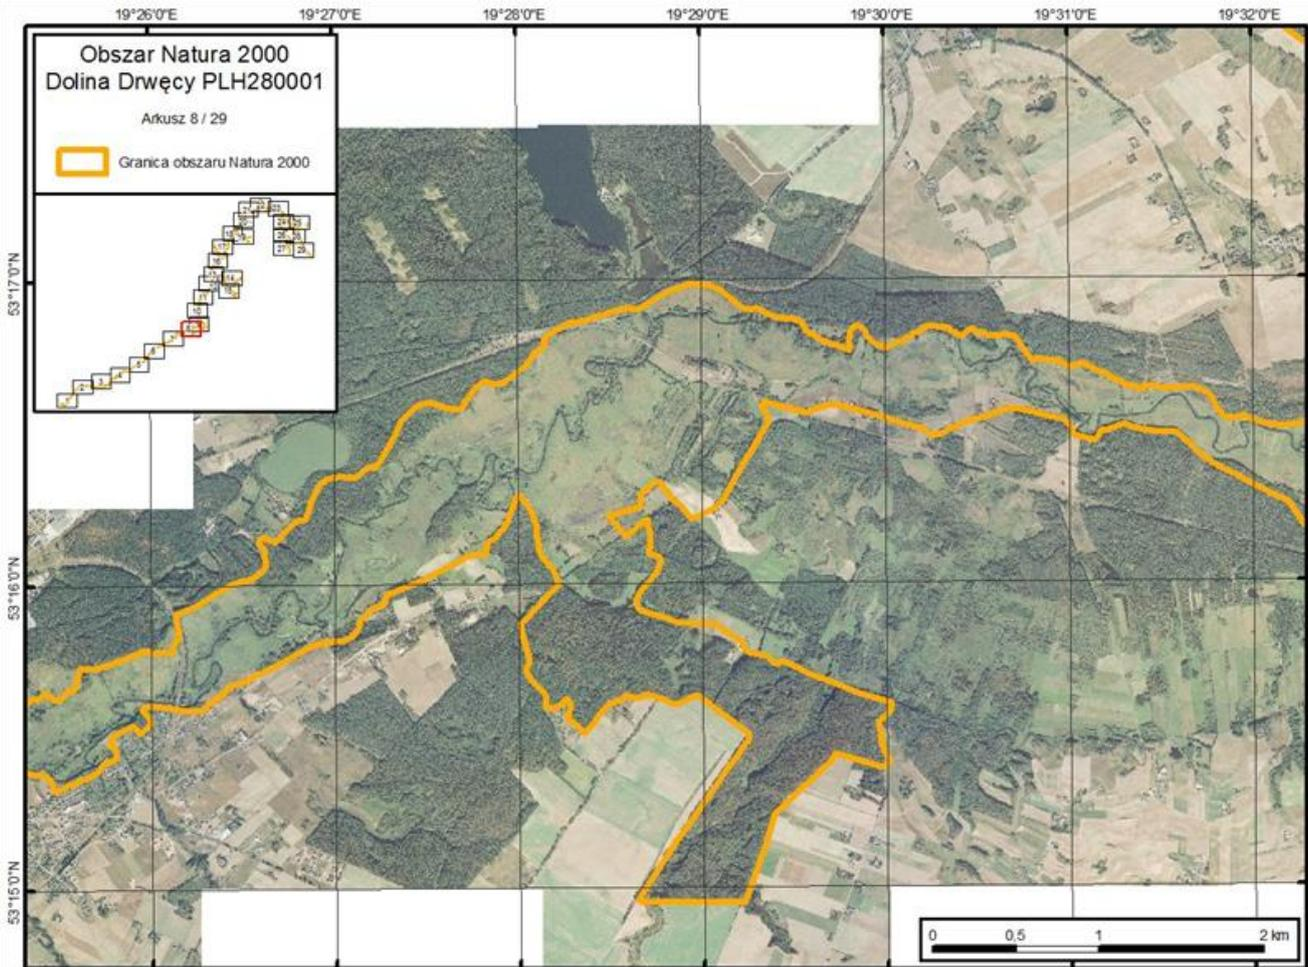 19°26'0"E 19°27'0"E 19°28'0"E 19°29'0"E 19°30'0"E 19°31'0"E 19°32'0"E
Obszar Natura 2000
Dolina Drwęcy PLH280001
Arkusz 8 / 29
Granica obszaru Natura 2000
53°17'0"N
53°16'0"N
53°15'0"N
0 0,5 1 2 km